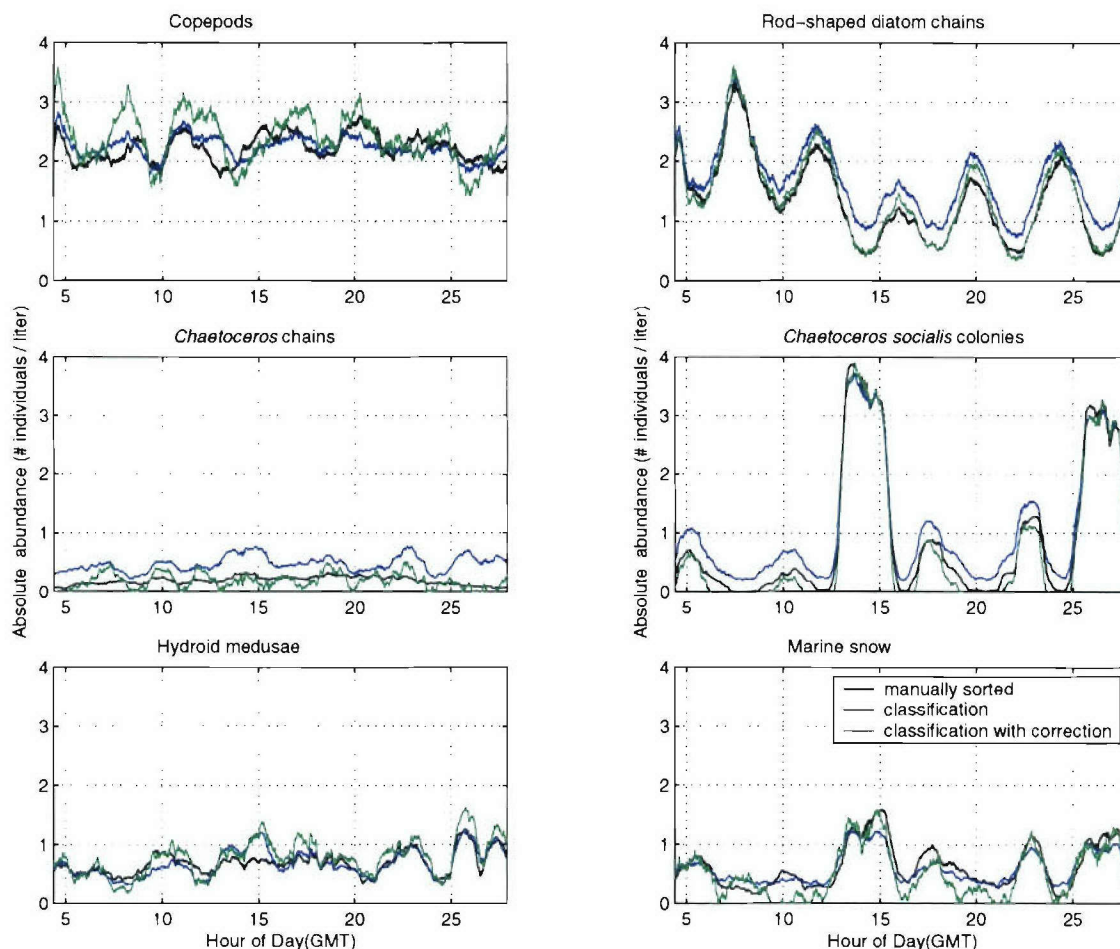 Copepods
4
3
2
1
0
5 10 15 20 25
Rod-shaped diatom chains
4
3
2
1
0
5 10 15 20 25
Absolute abundance (# individuals / liter)
Chaetoceros chains
4
3
2
1
0
5 10 15 20 25
Absolute abundance (# individuals / liter)
Chaetoceros socialis colonies
4
3
2
1
0
5 10 15 20 25
Hydroid medusae
4
3
2
1
0
5 10 15 20 25
Hour of Day(GMT)
Marine snow
manually sorted
classification
classification with correction
4
3
2
1
0
5 10 15 20 25
Hour of Day(GMT)